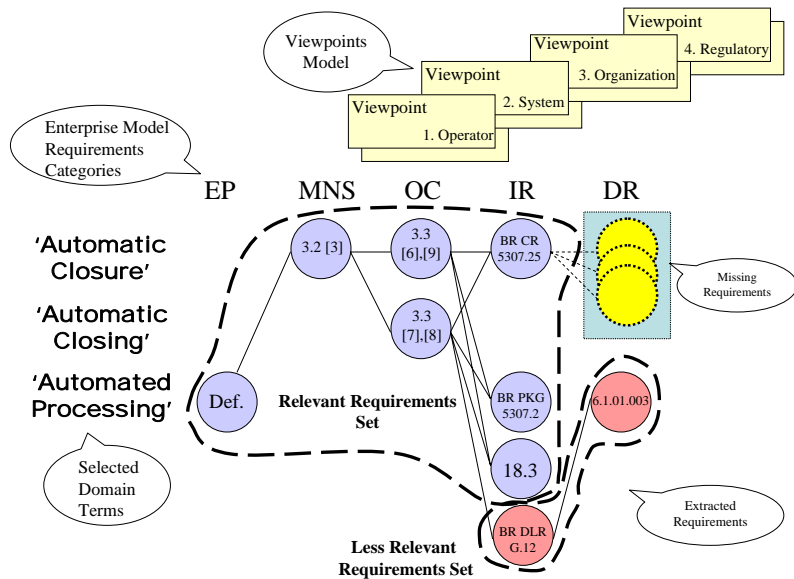 Viewpoints
Model
Viewpoint
4. Regulatory
Viewpoint
3. Organization
Viewpoint
2. System
Viewpoint
1. Operator
Enterprise Model
Requirements
Categories
EP
MNS
OC
IR
DR
'Automatic
Closure'
3.2 [3]
3.3
[6],[9]
BR CR
5307.25
Missing
Requirements
'Automatic
Closing'
3.3
[7],[8]
'Automated
Processing'
Def.
Relevant Requirements
Set
BR PKG
5307.2
6.1.01.003
18.3
Selected
Domain
Terms
Extracted
Requirements
BR DLR
G.12
Less Relevant
Requirements Set